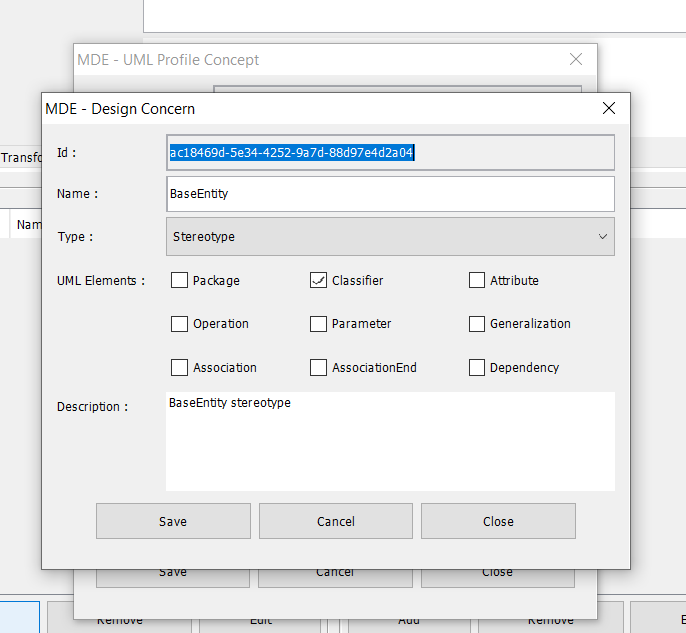 MDE - UML Profile Concept
MDE - Design Concern
Id :
ac18469d-5e34-4252-9a7d-88d97e4d2a04
Transfo
Name :
BaseEntity
Nam
Type :
Stereotype
UML Elements :
Package
Classifier
Attribute
Operation
Parameter
Generalization
Association
AssociationEnd
Dependency
Description :
BaseEntity stereotype
Save
Cancel
Close
Save
Cancel
Close
Remove
Edit
Add
Remove